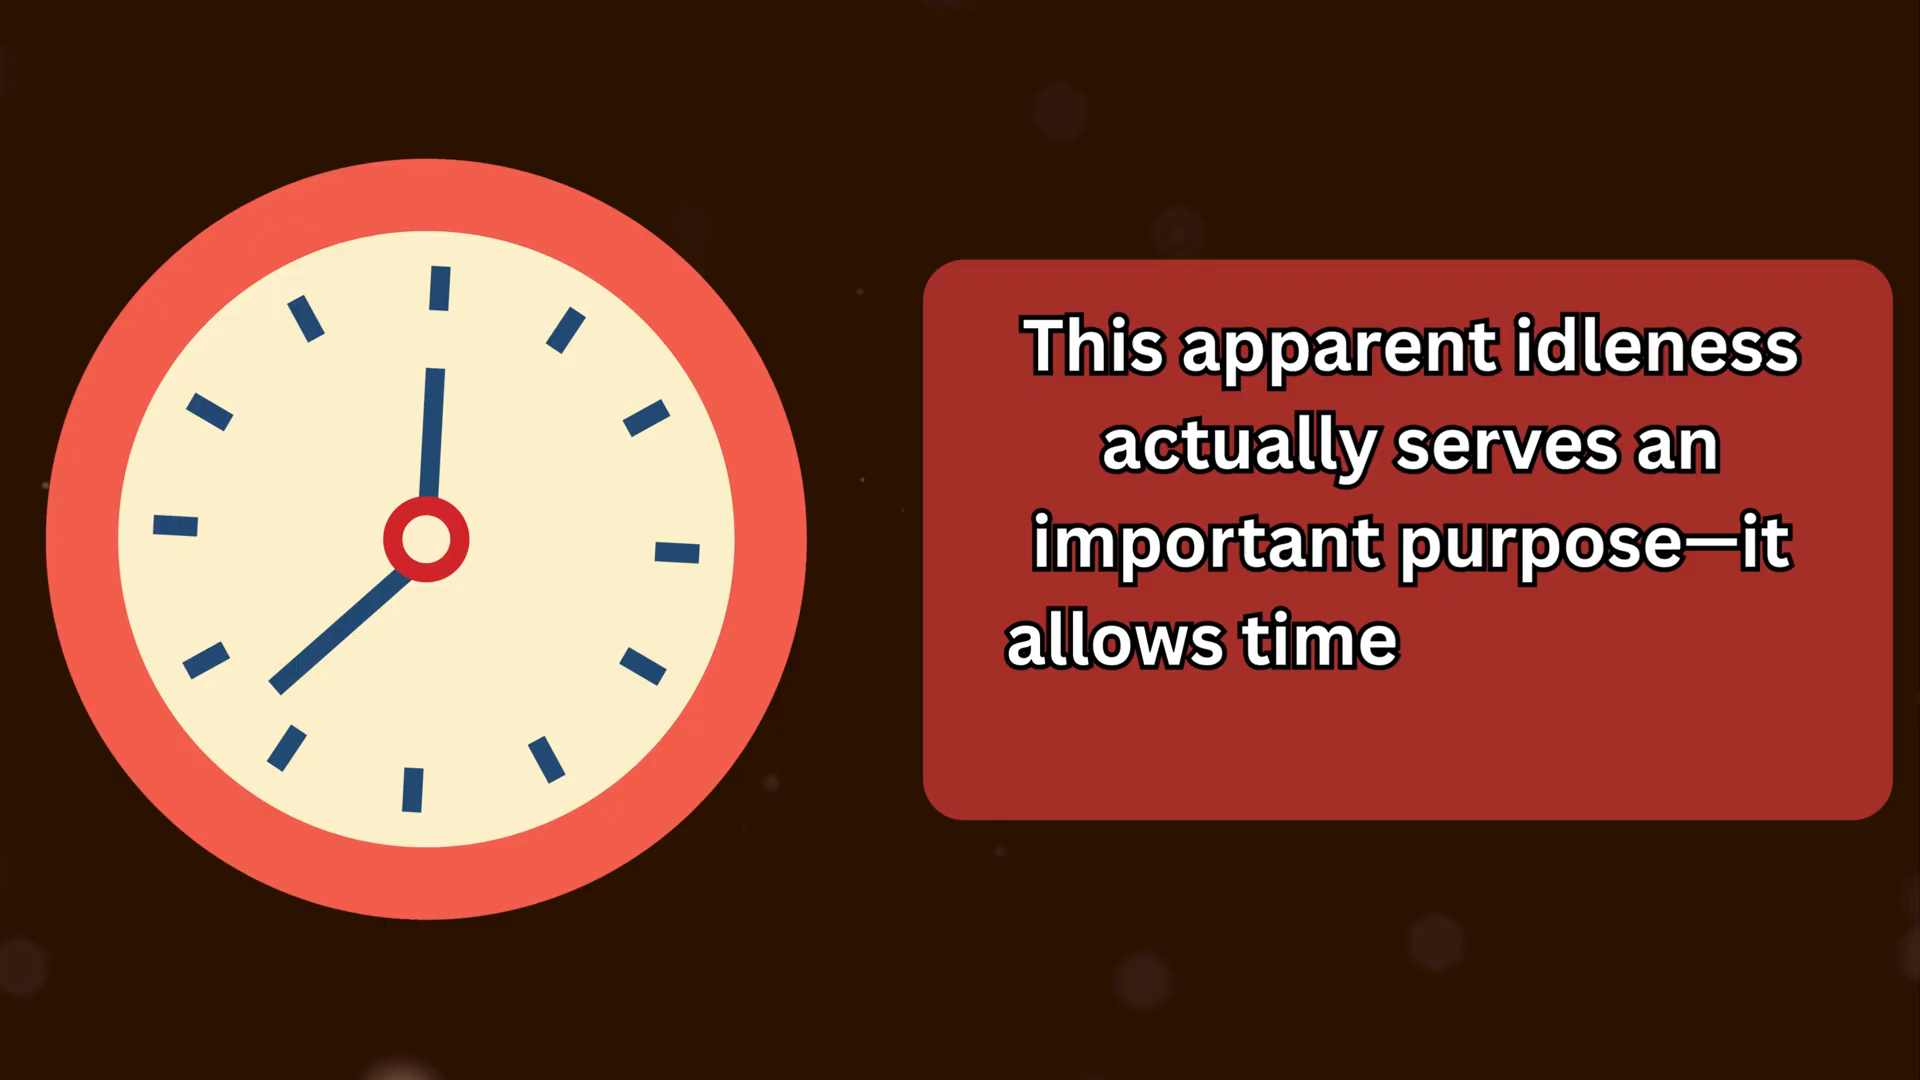 This apparent idleness
actually serves an
important purpose—it
allows time